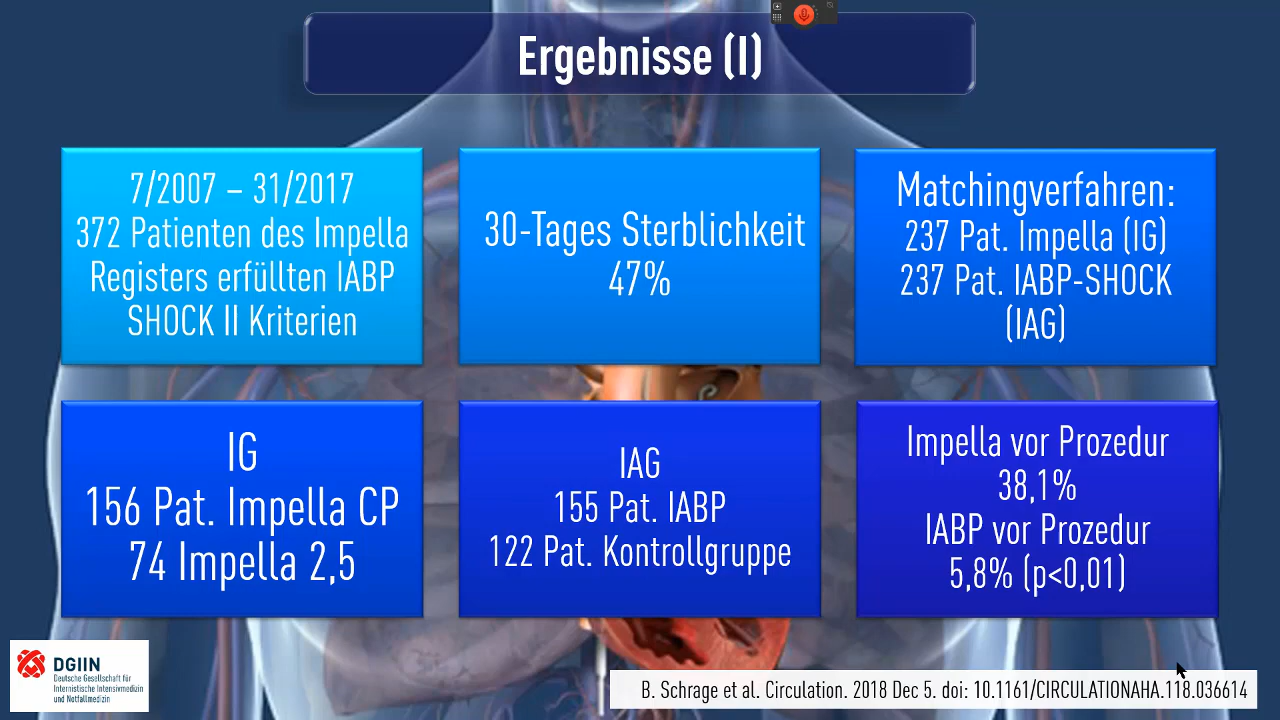 Ergebnisse (I)
7/2007 – 31/2017
372 Patienten des Impella
Registers erfüllten IABP
SHOCK II Kriterien
30-Tages Sterblichkeit
47%
Matchingverfahren:
237 Pat. Impella (IG)
237 Pat. IABP-SHOCK
(IAG)
IG
156 Pat. Impella CP
74 Impella 2,5
IAG
155 Pat. IABP
122 Pat. Kontrollgruppe
Impella vor Prozedur
38,1%
IABP vor Prozedur
5,8% (p<0,01)
DGIIN
Deutsche Gesellschaft für
Internistische Intensivmedizin
und Notfallmedizin
B. Schrage et al. Circulation. 2018 Dec 5. doi: 10.1161/CIRCULATIONAHA.118.036614